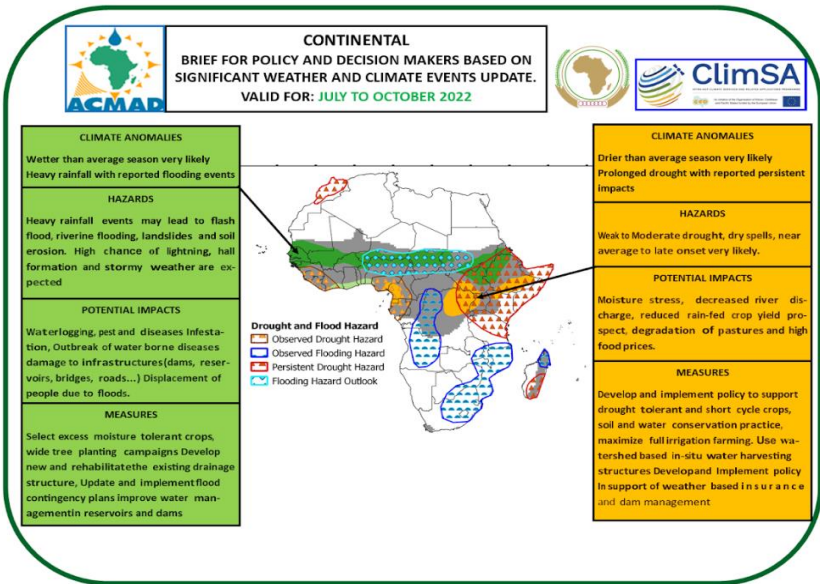 ACMAD
CONTINENTAL
BRIEF FOR POLICY AND DECISION MAKERS BASED ON
SIGNIFICANT WEATHER AND CLIMATE EVENTS UPDATE.
VALID FOR: JULY TO OCTOBER 2022
ClimSA
CLIMATE ANOMALIES
Wetter than average season very likely
Heavy rainfall with reported flooding events
HAZARDS
Heavy rainfall events may lead to flash
flood, riverine flooding, landslides and soil
erosion. High chance of lightning, hall
formation and stormy weather are ex-
pected
POTENTIAL IMPACTS
Waterlogging, pest and diseases Infesta-
tion, Outbreak of water borne diseases
damage to infrastructures(dams, reser-
voirs, bridges, roads...) Displacement of
people due to floods.
MEASURES
Select excess moisture tolerant crops,
wide tree planting campaigns Develop
new and rehabilitatethe existing drainage
structure, Update and implementflood
contingency plans improve water man-
agementin reservoirs and dams
Drought and Flood Hazard
Observed Drought Hazard
Observed Flooding Hazard
Persistent Drought Hazard
Flooding Hazard Outlook
CLIMATE ANOMALIES
Drier than average season very likely
Prolonged drought with reported persistent
impacts
HAZARDS
Weak to Moderate drought, dry spells, near
average to late onset very likely.
POTENTIAL IMPACTS
Moisture stress, decreased river dis-
charge, reduced rain-fed crop yield pro-
spect, degradation of pastures and high
food prices.
MEASURES
Develop and implement policy to support
drought tolerant and short cycle crops,
soil and water conservation practice,
maximize full irrigation farming. Use wa-
tershed based in-situ water harvesting
structures Developand Implement policy
In support of weather based insurance
and dam management